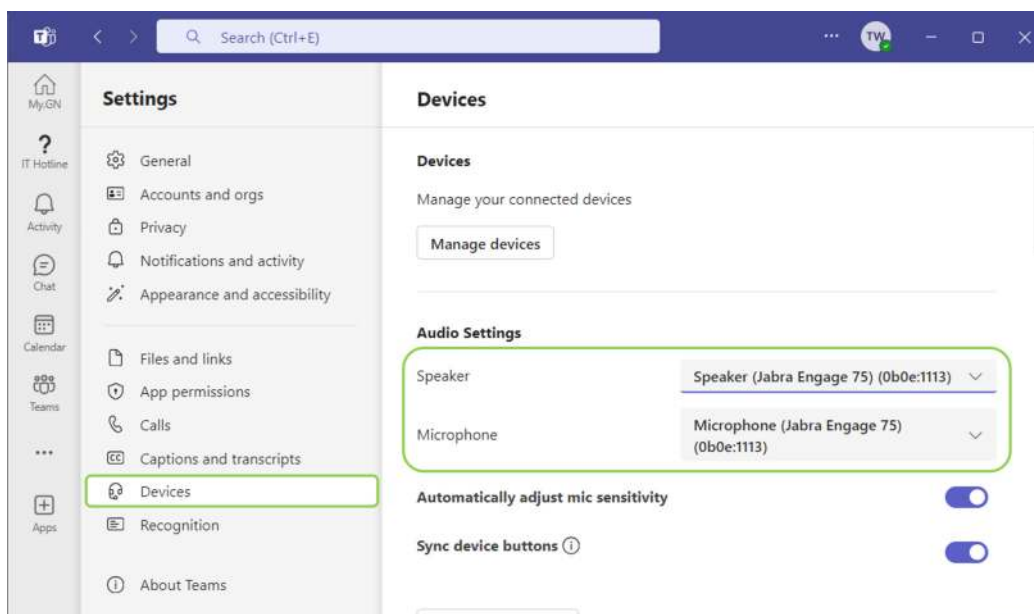 Search (Ctrl+E)
TW
My.GN
?
IT Hotline
Activity
Chat
Calendar
Teams
Apps
Settings
General
Accounts and orgs
Privacy
Notifications and activity
Appearance and accessibility
Files and links
App permissions
Calls
CC
Captions and transcripts
Devices
Recognition
About Teams
Devices
Devices
Manage your connected devices
Manage devices
Audio Settings
Speaker
Speaker (Jabra Engage 75) (0b0e:1113)
Microphone
Microphone (Jabra Engage 75)
(0b0e:1113)
Automatically adjust mic sensitivity
Sync device buttons